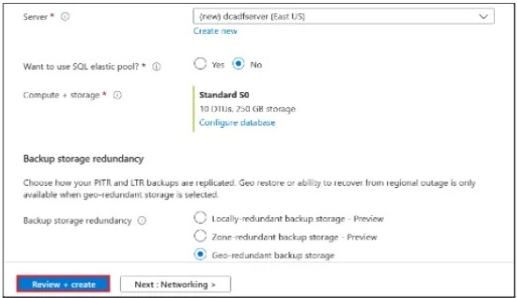 Server *
(new) dcadfserver (East US)
Create new
Want to use SQL elastic pool? *
Yes
No
Compute + storage *
Standard S0
10 DTUs, 250 GB storage
Configure database
Backup storage redundancy
Choose how your PITR and LTR backups are replicated. Geo restore or ability to recover from regional outage is only
available when geo-redundant storage is selected.
Backup storage redundancy
Locally-redundant backup storage - Preview
Zone-redundant backup storage - Preview
Geo-redundant backup storage
Review + create
Next : Networking >